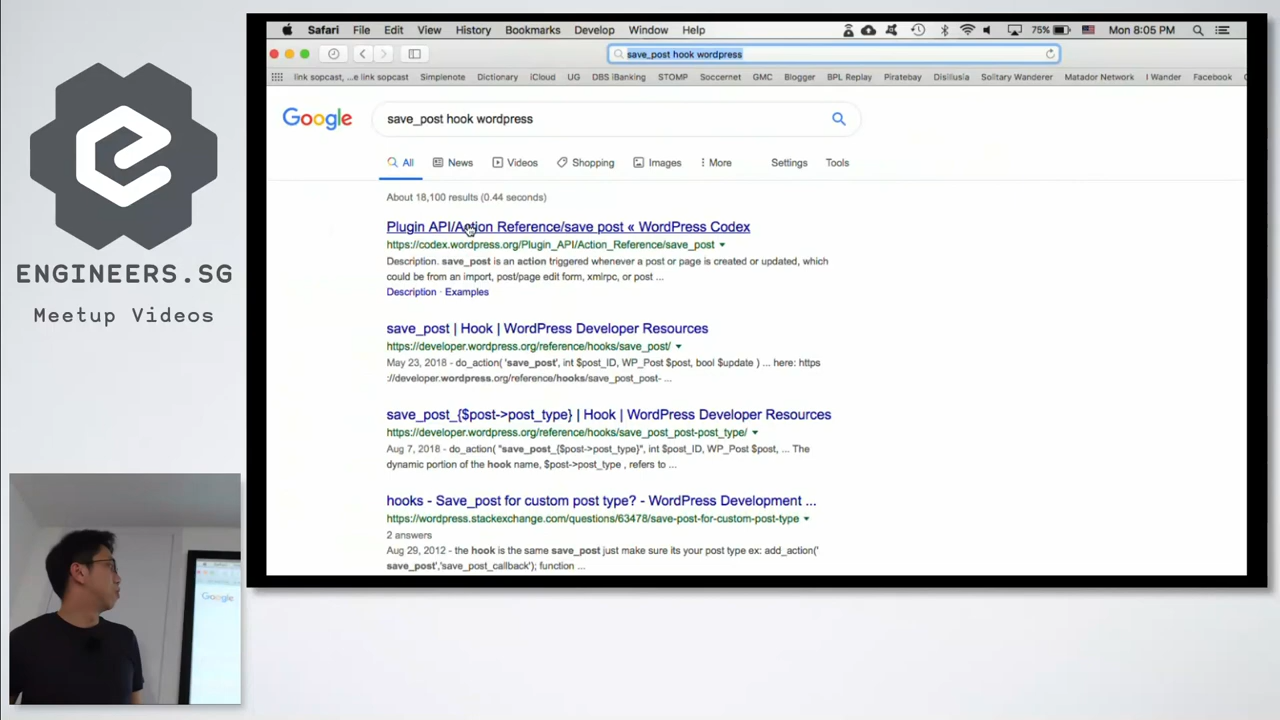 ENGINEERS.SG
Meetup Videos
Safari File Edit View History Bookmarks Develop Window Help 75% Mon 8:05 PM
save_post hook wordpress
link sopcast, ...e link sopcast Simplenote Dictionary iCloud UG DBS iBanking STOMP Soccernet GMC Blogger BPL Replay Piratebay Disillusia Solitary Wanderer Matador Network I Wander Facebook
Google save_post hook wordpress
All News Videos Shopping Images More Settings Tools
About 18,100 results (0.44 seconds)
Plugin API/Action Reference/save post « WordPress Codex
https://codex.wordpress.org/Plugin_API/Action_Reference/save_post
Description. save_post is an action triggered whenever a post or page is created or updated, which
could be from an import, post/page edit form, xmlrpc, or post ...
Description · Examples
save_post | Hook | WordPress Developer Resources
https://developer.wordpress.org/reference/hooks/save_post/
May 23, 2018 - do_action( 'save_post', int $post_ID, WP_Post $post, bool $update ) ... here: https
://developer.wordpress.org/reference/hooks/save_post_post- ...
save_post_{$post->post_type} | Hook | WordPress Developer Resources
https://developer.wordpress.org/reference/hooks/save_post_post-post_type/
Aug 7, 2018 - do_action( "save_post_{$post->post_type}", int $post_ID, WP_Post $post, ... The
dynamic portion of the hook name, $post->post_type , refers to ...
hooks - Save_post for custom post type? - WordPress Development ...
https://wordpress.stackexchange.com/questions/63478/save-post-for-custom-post-type
2 answers
Aug 29, 2012 - the hook is the same save_post just make sure its your post type ex: add_action('
save_post','save_post_callback'); function ...
Google